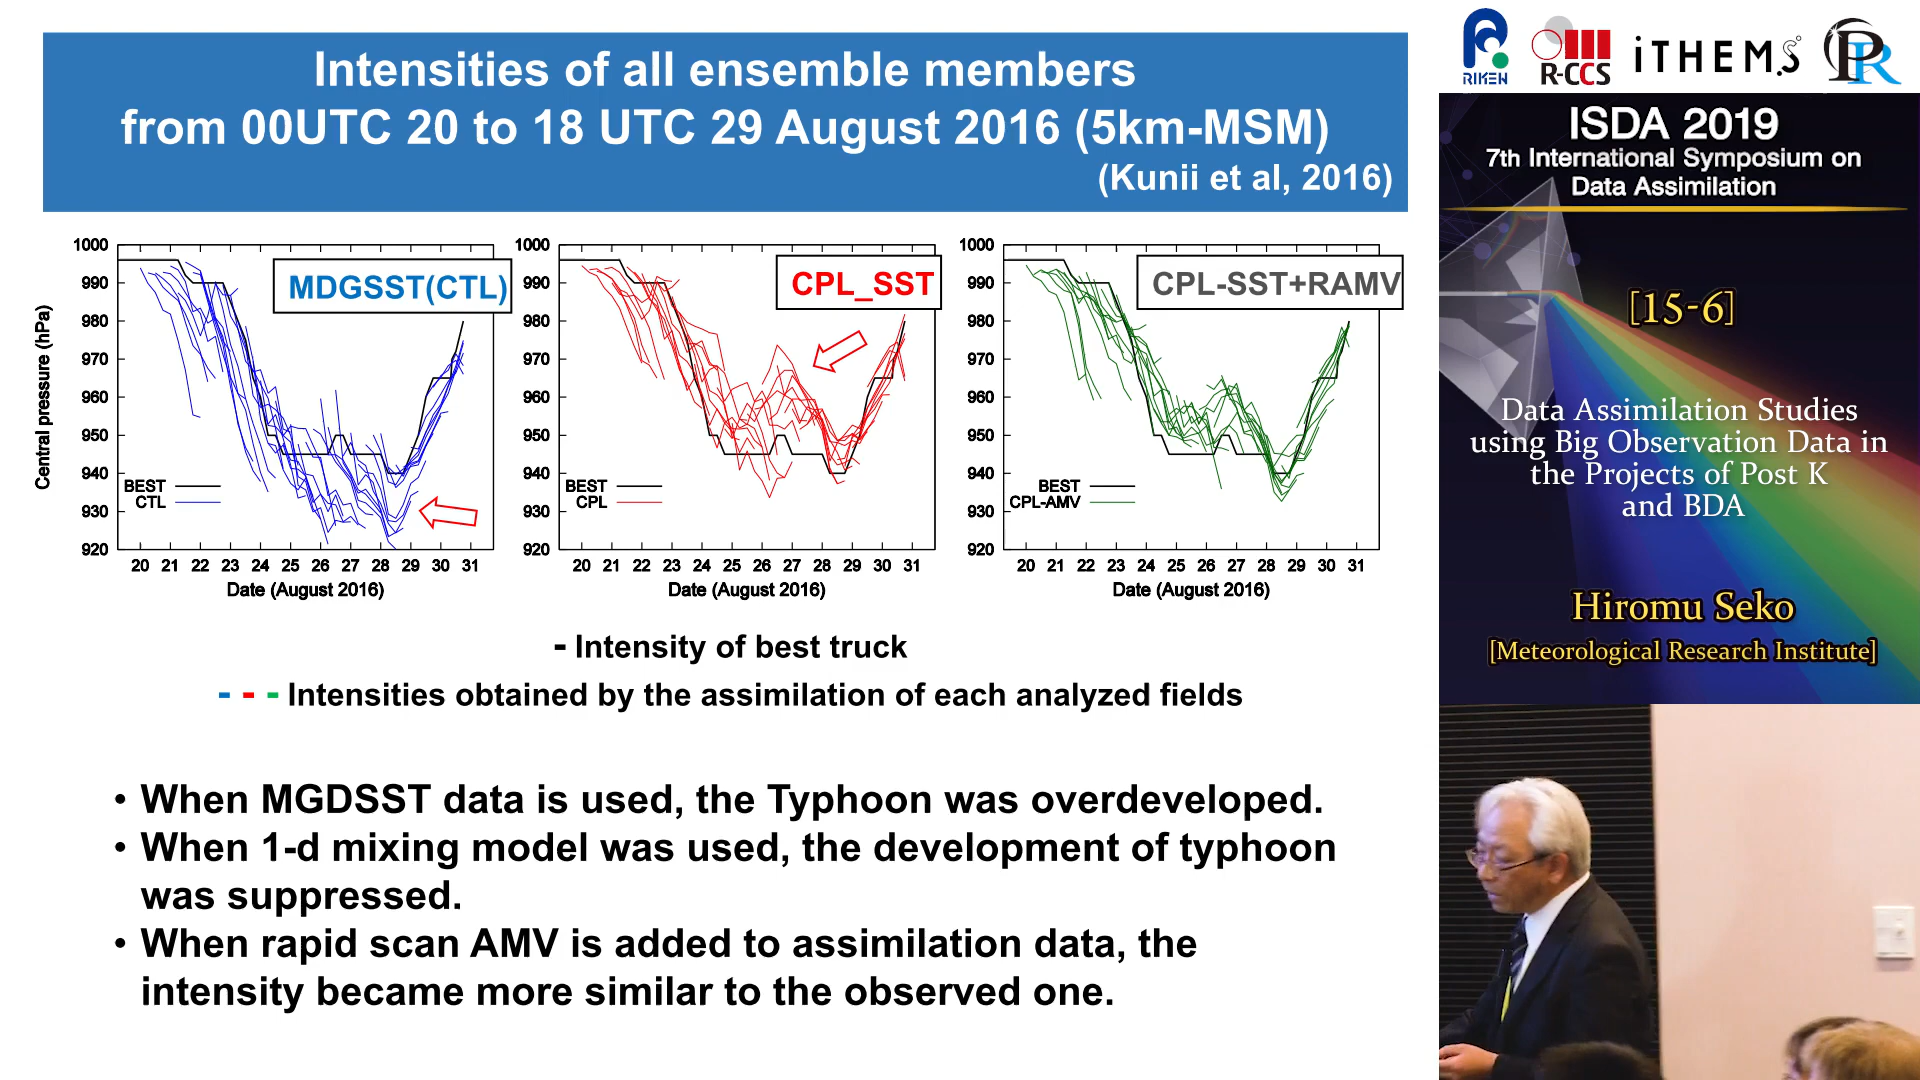 Intensities of all ensemble members
from 00UTC 20 to 18 UTC 29 August 2016 (5km-MSM)
(Kunii et al, 2016)
Central pressure (hPa)
1000
990
980
970
960
950
940
930
920
MDGSST(CTL)
BEST
CTL
20 21 22 23 24 25 26 27 28 29 30 31
Date (August 2016)
1000
990
980
970
960
950
940
930
920
CPL_SST
BEST
CPL
20 21 22 23 24 25 26 27 28 29 30 31
Date (August 2016)
1000
990
980
970
960
950
940
930
920
CPL-SST+RAMV
BEST
CPL-AMV
20 21 22 23 24 25 26 27 28 29 30 31
Date (August 2016)
- Intensity of best truck
- - - Intensities obtained by the assimilation of each analyzed fields
• When MGDSST data is used, the Typhoon was overdeveloped.
• When 1-d mixing model was used, the development of typhoon
was suppressed.
• When rapid scan AMV is added to assimilation data, the
intensity became more similar to the observed one.
RIKEN
R-CCS
iTHEMS
PR
ISDA 2019
7th International Symposium on
Data Assimilation
[15-6]
Data Assimilation Studies
using Big Observation Data in
the Projects of Post K
and BDA
Hiromu Seko
[Meteorological Research Institute]